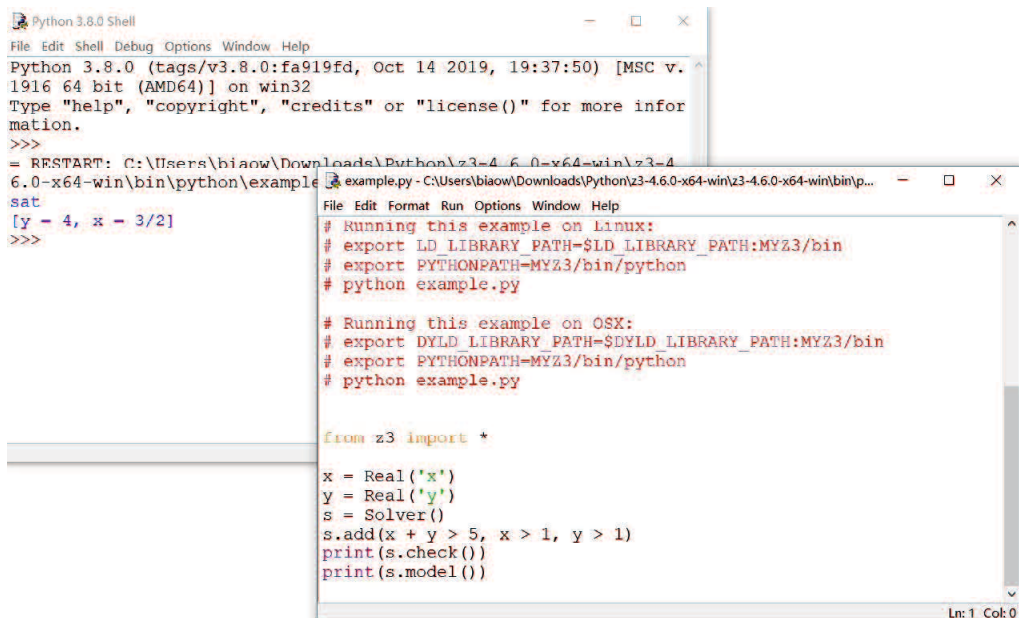 Python 3.8.0 Shell
File Edit Shell Debug Options Window Help
Python 3.8.0 (tags/v3.8.0:fa919fd, Oct 14 2019, 19:37:50) [MSC v.
1916 64 bit (AMD64)] on win32
Type "help", "copyright", "credits" or "license()" for more infor
mation.
>>>
= RESTART: C:\Users\biaow\Downloads\Python\z3-4.6.0-x64-win\z3-4.
6.0-x64-win\bin\python\example
sat
[y = 4, x = 3/2]
>>>
example.py - C:\Users\biaow\Downloads\Python\z3-4.6.0-x64-win\z3-4.6.0-x64-win\bin\p...
File Edit Format Run Options Window Help
# Running this example on Linux:
# export LD_LIBRARY_PATH=$LD_LIBRARY_PATH:MYZ3/bin
# export PYTHONPATH=MYZ3/bin/python
# python example.py
# Running this example on OSX:
# export DYLD_LIBRARY_PATH=$DYLD_LIBRARY_PATH:MYZ3/bin
# export PYTHONPATH=MYZ3/bin/python
# python example.py
from z3 import *
x = Real('x')
y = Real('y')
s = Solver()
s.add(x + y > 5, x > 1, y > 1)
print(s.check())
print(s.model())
Ln: 1 Col: 0